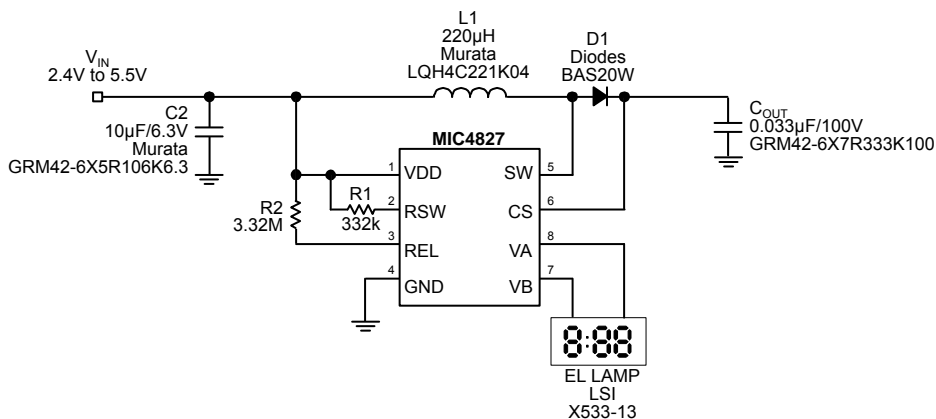 L1
220µH
Murata
LQH4C221K04
D1
Diodes
BAS20W
VIN
2.4V to 5.5V
C2
10µF/6.3V
Murata
GRM42-6X5R106K6.3
COUT
0.033µF/100V
GRM42-6X7R333K100
MIC4827
1
VDD
SW
5
R1
332k
2
RSW
CS
6
R2
3.32M
3
REL
VA
8
4
GND
VB
7
8:88
EL LAMP
LSI
X533-13